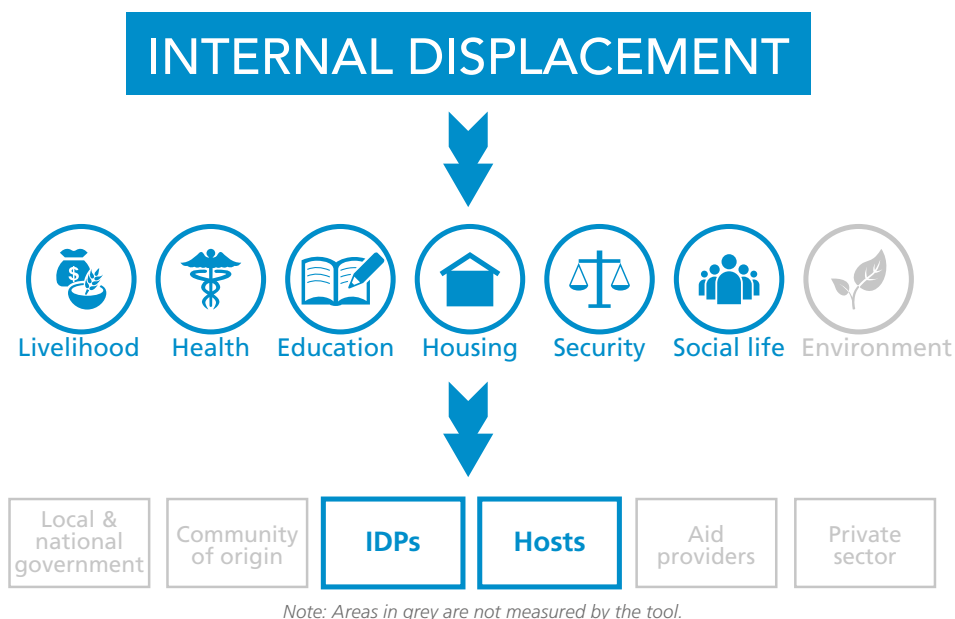 INTERNAL DISPLACEMENT
$
Livelihood Health Education Housing Security Social life Environment
Local &
national
government
Community
of origin
IDPs
Hosts
Aid
providers
Private
sector
Note: Areas in grey are not measured by the tool.